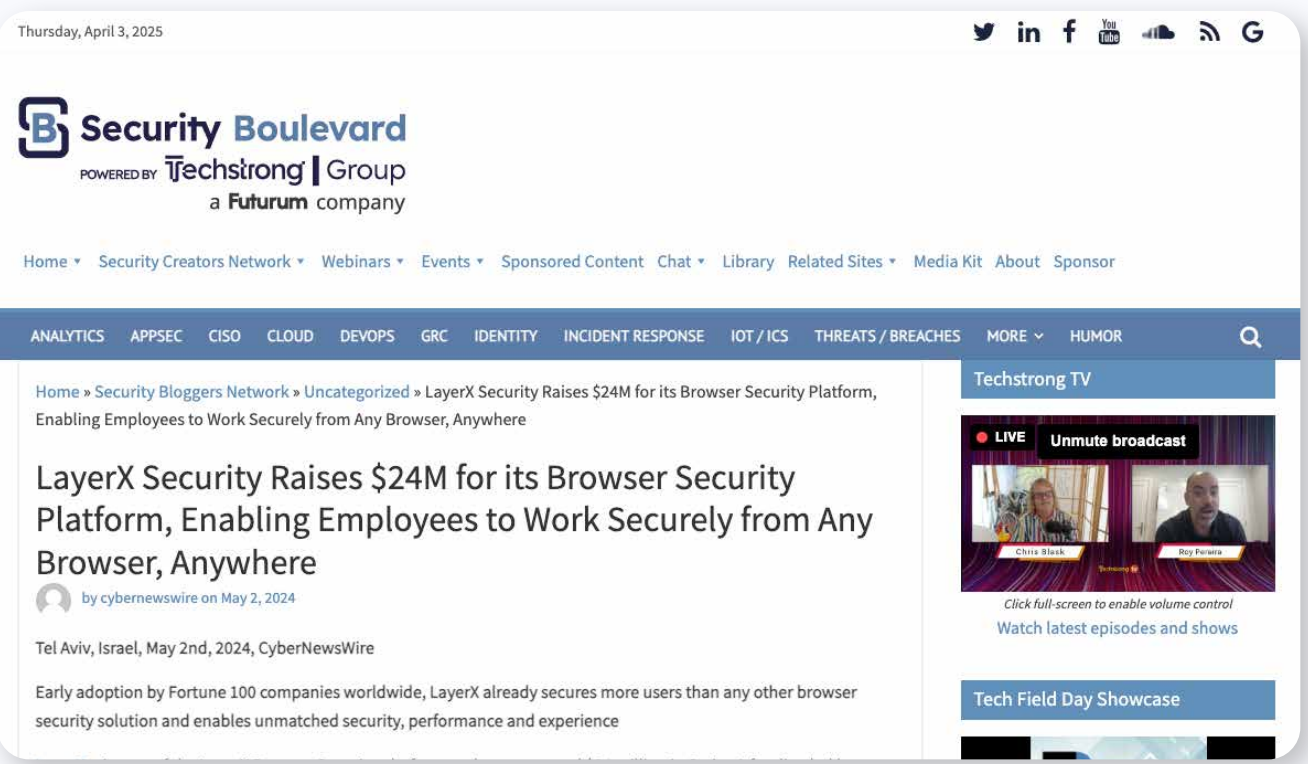 Thursday, April 3, 2025
You
Tube
B Security Boulevard
POWERED BY Techstrong Group
a Futurum company
Home Security Creators Network Webinars Events Sponsored Content Chat Library Related Sites Media Kit About Sponsor
ANALYTICS APPSEC CISO CLOUD DEVOPS GRC IDENTITY INCIDENT RESPONSE IOT / ICS THREATS / BREACHES MORE HUMOR
Home » Security Bloggers Network » Uncategorized » LayerX Security Raises $24M for its Browser Security Platform,
Enabling Employees to Work Securely from Any Browser, Anywhere
LayerX Security Raises $24M for its Browser Security
Platform, Enabling Employees to Work Securely from Any
Browser, Anywhere
by cybernewswire on May 2, 2024
Tel Aviv, Israel, May 2nd, 2024, CyberNewsWire
Early adoption by Fortune 100 companies worldwide, LayerX already secures more users than any other browser
security solution and enables unmatched security, performance and experience
Techstrong TV
LIVE
Unmute broadcast
Chris Blask
Roy Pereira
Techstrong
Click full-screen to enable volume control
Watch latest episodes and shows
Tech Field Day Showcase